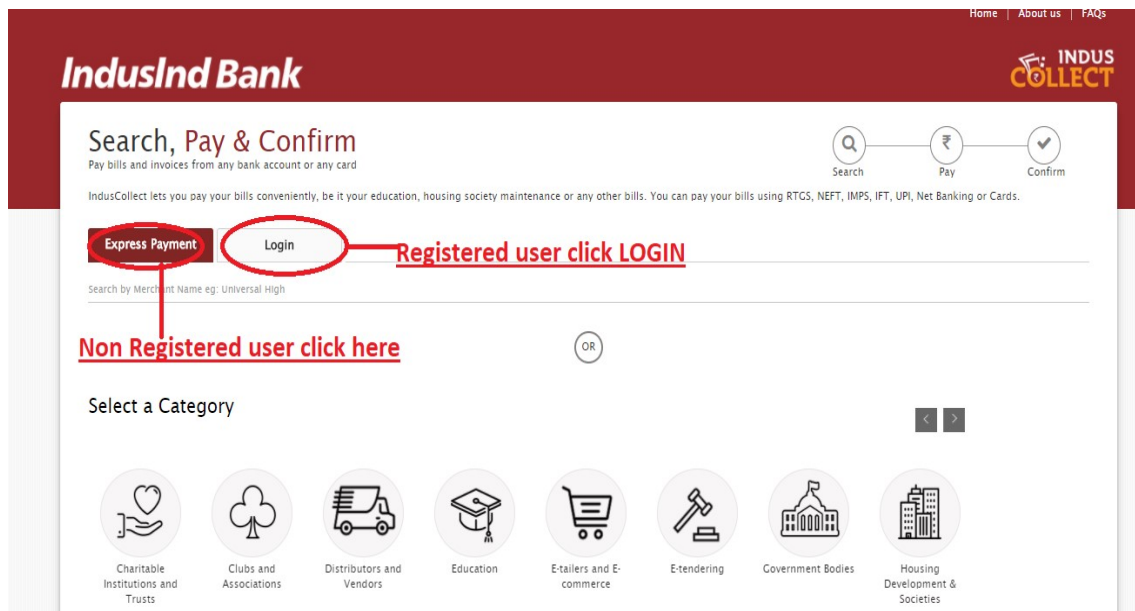 Home | About us | FAQs
IndusInd Bank
INDUS
COLLECT
Search, Pay & Confirm
Pay bills and invoices from any bank account or any card
Search
Pay
Confirm
IndusCollect lets you pay your bills conveniently, be it your education, housing society maintenance or any other bills. You can pay your bills using RTGS, NEFT, IMPS, IFT, UPI, Net Banking or Cards.
Express Payment
Login
Registered user click LOGIN
Search by Merchant Name eg: Universal High
Non Registered user click here
OR
Select a Category
< >
Charitable
Institutions and
Trusts
Clubs and
Associations
Distributors and
Vendors
Education
E-tailers and E-
commerce
E-tendering
Government Bodies
Housing
Development &
Societies